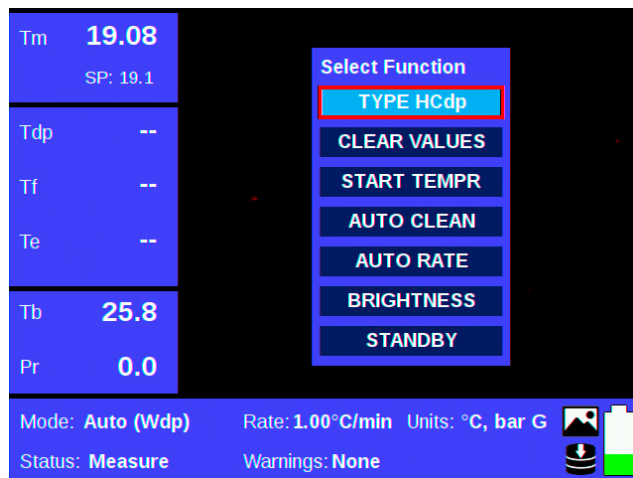 Tm 19.08
SP: 19.1
Tdp --
Tf --
Te --
Tb 25.8
Pr 0.0
Select Function
TYPE HCdp
CLEAR VALUES
START TEMPR
AUTO CLEAN
AUTO RATE
BRIGHTNESS
STANDBY
Mode: Auto (Wdp) Rate: 1.00°C/min Units: °C, bar G
Status: Measure Warnings: None